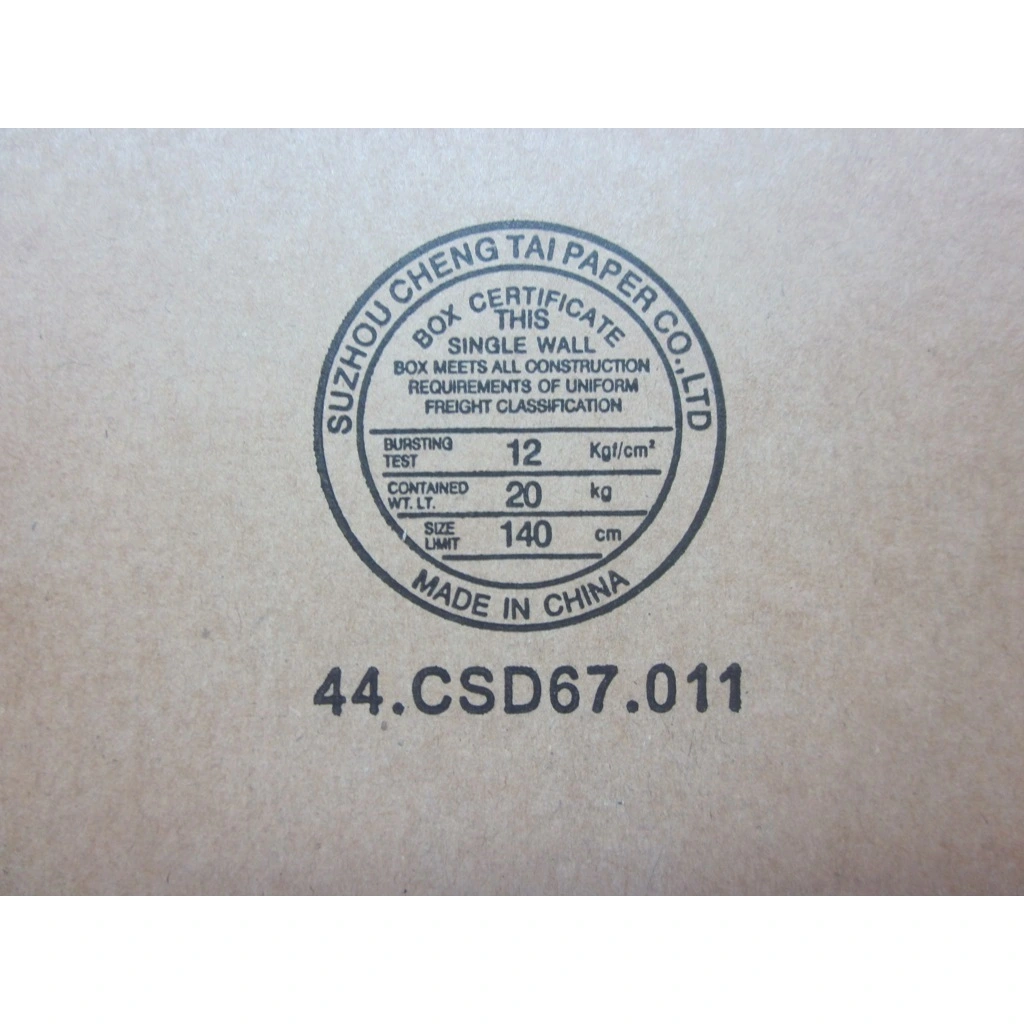 SUZHOU CHENG TAI PAPER CO.,LTD
BOX CERTIFICATE
THIS
SINGLE WALL
BOX MEETS ALL CONSTRUCTION
REQUIREMENTS OF UNIFORM
FREIGHT CLASSIFICATION
BURSTING TEST 12 Kgf/cm²
CONTAINED WT. LT. 20 kg
SIZE LIMIT 140 cm
MADE IN CHINA
44.CSD67.011